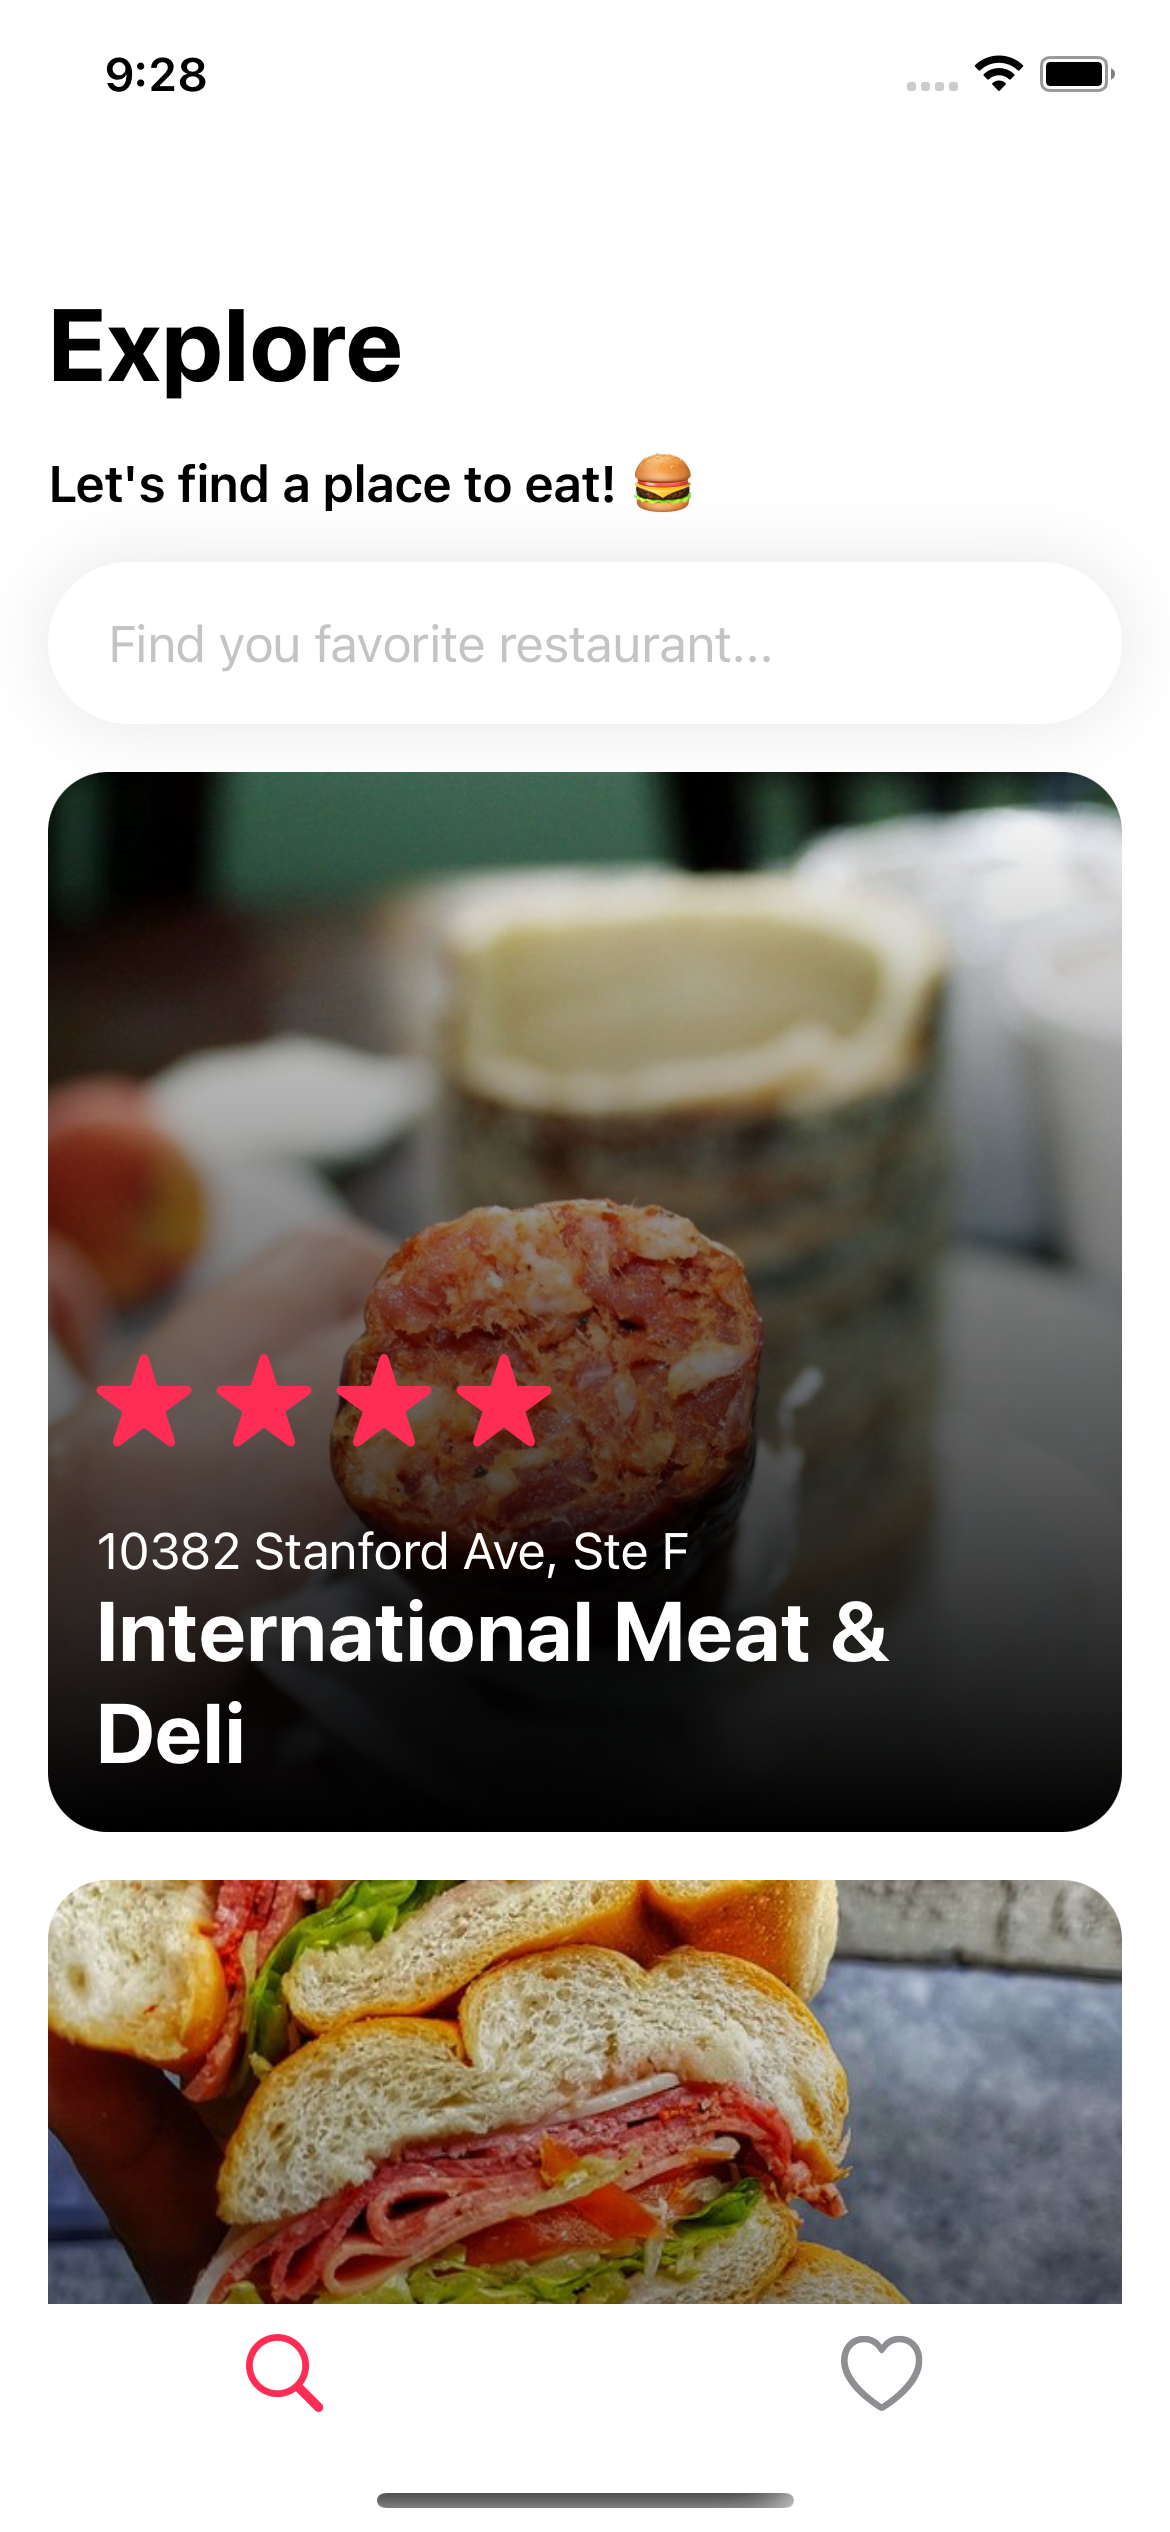 9:28
Explore
Let's find a place to eat! 🍔
Find you favorite restaurant...
10382 Stanford Ave, Ste F
International Meat &
Deli